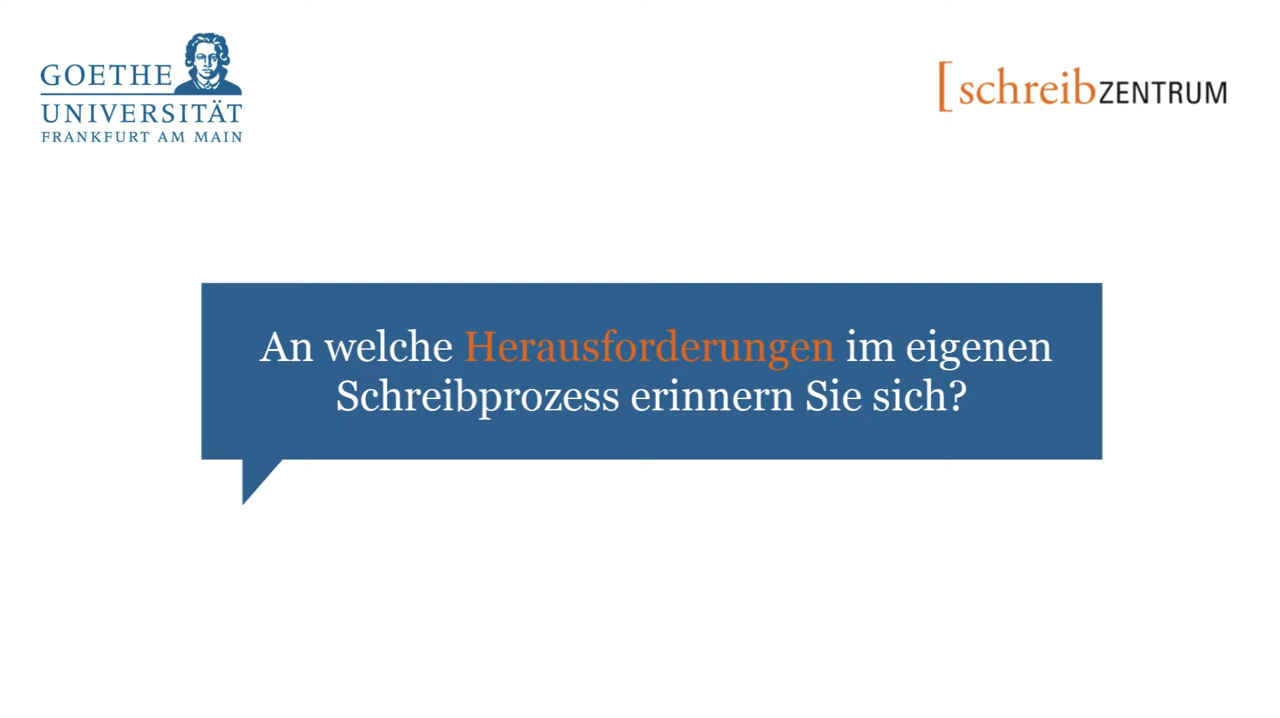 GOETHE
UNIVERSITÄT
FRANKFURT AM MAIN
[schreibZENTRUM
An welche Herausforderungen im eigenen
Schreibprozess erinnern Sie sich?